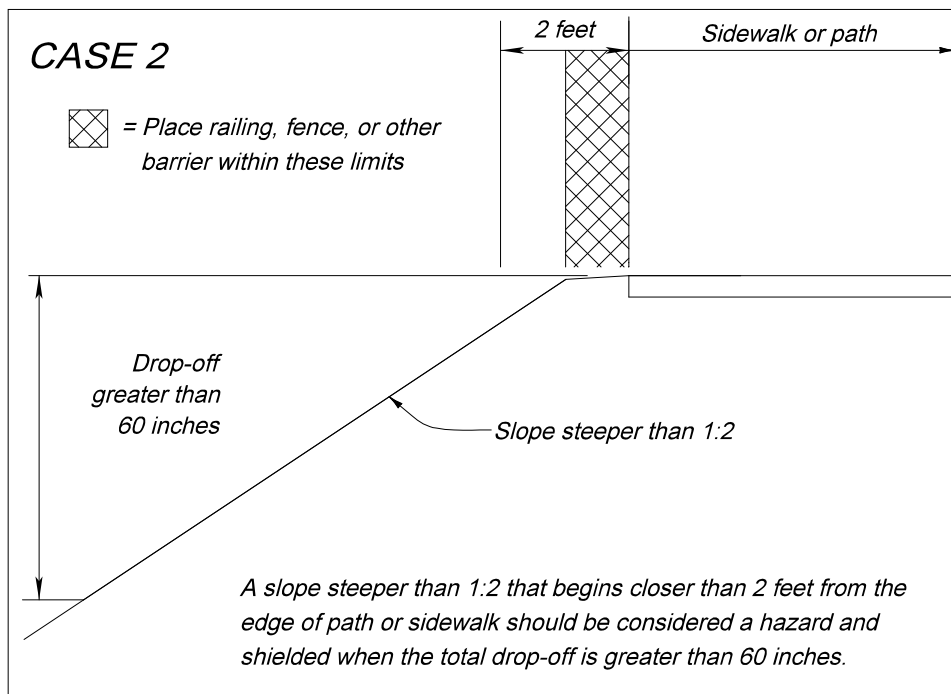 CASE 2
2 feet
Sidewalk or path
= Place railing, fence, or other
barrier within these limits
Drop-off
greater than
60 inches
Slope steeper than 1:2
A slope steeper than 1:2 that begins closer than 2 feet from the
edge of path or sidewalk should be considered a hazard and
shielded when the total drop-off is greater than 60 inches.